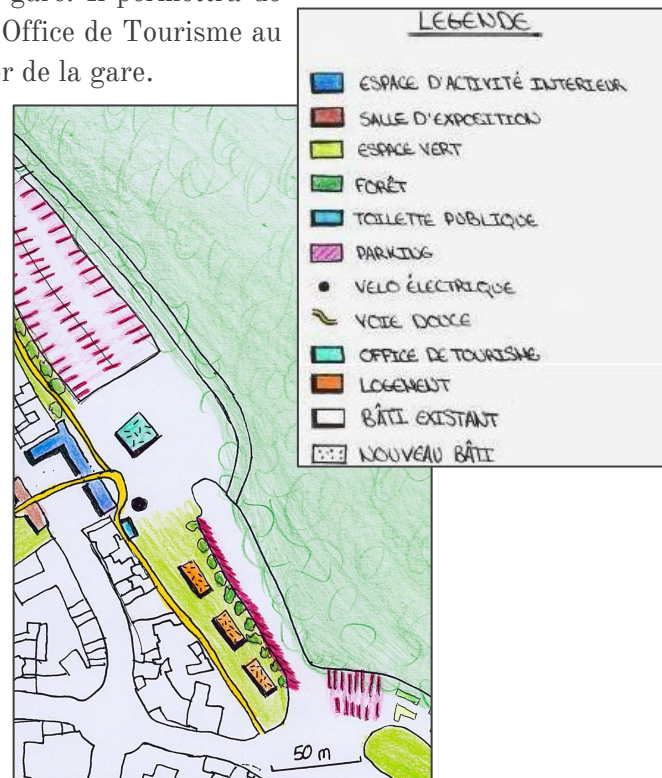 gare. Il permettra de
Office de Tourisme au
er de la gare.
LEGENDE
ESPACE D'ACTIVITÉ INTERIEUR
SALLE D'EXPOSITION
ESPACE VERT
FORÊT
TOILETTE PUBLIQUE
PARKING
VELO ÉLECTRIQUE
VOIE DOUCE
OFFICE DE TOURISME
LOGEMENT
BÂTI EXISTANT
NOUVEAU BÂTI
50 m